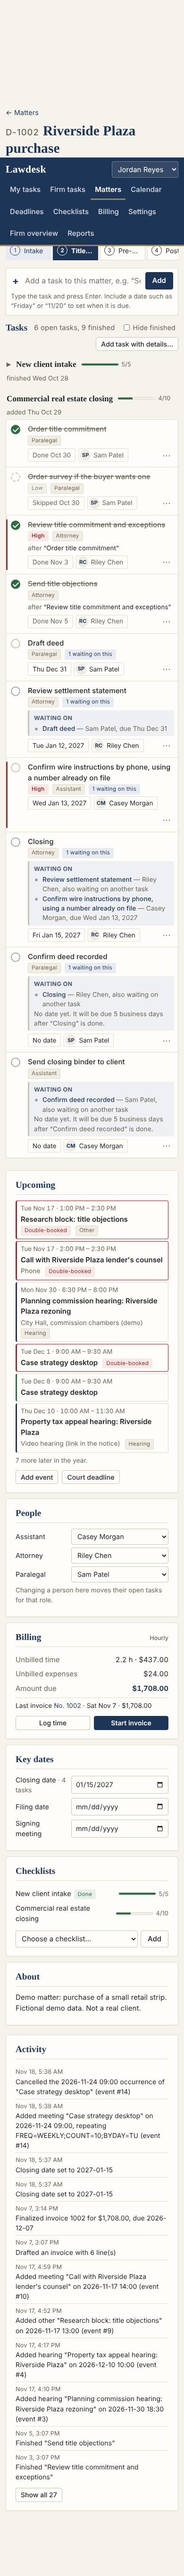 ← Matters
D-1002 Riverside Plaza
purchase
Lawdesk
Jordan Reyes
My tasks Firm tasks Matters Calendar
Deadlines Checklists Billing Settings
Firm overview Reports
1 Intake 2 Title... 3 Pre-... 4 Post
+ Add a task to this matter, e.g. "S Add
Type the task and press Enter. Include a date such as
"Friday" or "11/20" to set when it is due.
Tasks 6 open tasks, 9 finished Hide finished
Add task with details...
▸ New client intake 5/5
finished Wed Oct 28
Commercial real estate closing 4/10
added Thu Oct 29
Order title commitment
Paralegal
Done Oct 30 SP Sam Patel ...
Order survey if the buyer wants one
Low Paralegal
Skipped Oct 30 SP Sam Patel ...
Review title commitment and exceptions
High Attorney
after "Order title commitment"
Done Nov 3 RC Riley Chen ...
Send title objections
Attorney
after "Review title commitment and exceptions"
Done Nov 5 RC Riley Chen ...
Draft deed
Paralegal 1 waiting on this
Thu Dec 31 SP Sam Patel ...
Review settlement statement
Attorney 1 waiting on this
WAITING ON
Draft deed — Sam Patel, due Thu Dec 31
Tue Jan 12, 2027 RC Riley Chen ...
Confirm wire instructions by phone, using
a number already on file
High Assistant 1 waiting on this
Wed Jan 13, 2027 CM Casey Morgan
...
Closing
Attorney 1 waiting on this
WAITING ON
Review settlement statement — Riley
Chen, also waiting on another task
Confirm wire instructions by phone,
using a number already on file — Casey
Morgan, due Wed Jan 13, 2027
Fri Jan 15, 2027 RC Riley Chen ...
Confirm deed recorded
Paralegal 1 waiting on this
WAITING ON
Closing — Riley Chen, also waiting on
another task
No date yet. It will be due 5 business days
after "Closing" is done.
No date SP Sam Patel ...
Send closing binder to client
Assistant
WAITING ON
Confirm deed recorded — Sam Patel,
also waiting on another task
No date yet. It will be due 5 business days
after "Confirm deed recorded" is done.
No date CM Casey Morgan ...
Upcoming
Tue Nov 17 · 1:00 PM – 2:30 PM
Research block: title objections
Double-booked Other
Tue Nov 17 · 2:00 PM – 2:30 PM
Call with Riverside Plaza lender's counsel
Phone Double-booked
Mon Nov 30 · 6:30 PM – 8:00 PM
Planning commission hearing: Riverside
Plaza rezoning
City Hall, commission chambers (demo)
Hearing
Tue Dec 1 · 9:00 AM – 9:30 AM
Case strategy desktop Double-booked
Tue Dec 8 · 9:00 AM – 9:30 AM
Case strategy desktop
Thu Dec 10 · 10:00 AM – 11:30 AM
Property tax appeal hearing: Riverside
Plaza
Video hearing (link in the notice) Hearing
7 more later in the year.
Add event Court deadline
People
Assistant Casey Morgan
Attorney Riley Chen
Paralegal Sam Patel
Changing a person here moves their open tasks
for that role.
Billing Hourly
Unbilled time 2.2 h · $437.00
Unbilled expenses $24.00
Amount due $1,708.00
Last invoice No. 1002 · Sat Nov 7 · $1,708.00
Log time Start invoice
Key dates
Closing date · 4
tasks
01/15/2027
Filing date mm/dd/yyyy
Signing
meeting
mm/dd/yyyy
Checklists
New client intake Done 5/5
Commercial real estate
closing
4/10
Choose a checklist... Add
About
Demo matter: purchase of a small retail strip.
Fictional demo data. Not a real client.
Activity
Nov 18, 5:38 AM
Cancelled the 2026-11-24 09:00 occurrence of
"Case strategy desktop" (event #14)
Nov 18, 5:38 AM
Added meeting "Case strategy desktop" on
2026-11-24 09:00, repeating
FREQ=WEEKLY;COUNT=10;BYDAY=TU (event
#14)
Nov 18, 5:37 AM
Closing date set to 2027-01-15
Nov 18, 5:37 AM
Closing date set to 2027-01-15
Nov 7, 3:14 PM
Finalized invoice 1002 for $1,708.00, due 2026-
12-07
Nov 7, 3:07 PM
Drafted an invoice with 6 line(s)
Nov 17, 4:59 PM
Added meeting "Call with Riverside Plaza
lender's counsel" on 2026-11-17 14:00 (event
#10)
Nov 17, 4:52 PM
Added other "Research block: title objections"
on 2026-11-17 13:00 (event #9)
Nov 17, 4:17 PM
Added hearing "Property tax appeal hearing:
Riverside Plaza" on 2026-12-10 10:00 (event
#4)
Nov 17, 4:10 PM
Added hearing "Planning commission hearing:
Riverside Plaza rezoning" on 2026-11-30 18:30
(event #3)
Nov 5, 3:07 PM
Finished "Send title objections"
Nov 3, 3:07 PM
Finished "Review title commitment and
exceptions"
Show all 27